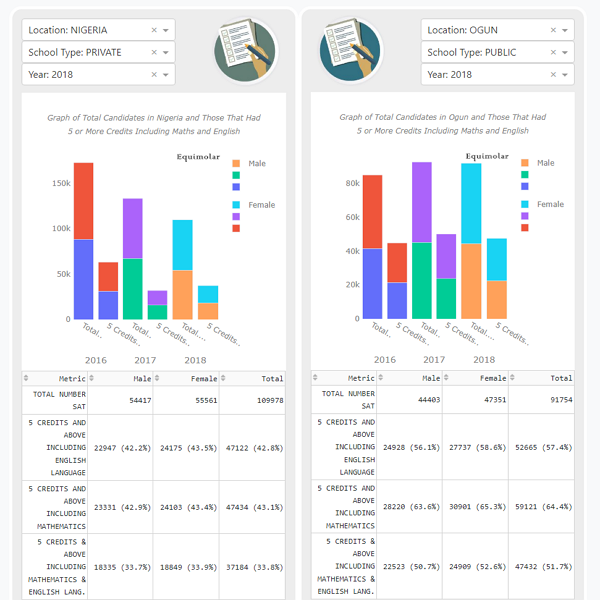 Location: NIGERIA × 
School Type: PRIVATE ×
Year: 2018 ×
Graph of Total Candidates in Nigeria and Those That Had
5 or More Credits Including Maths and English
Equimolar
Male
Female
150k
100k
50k
0
Total..
5 Credits..
Total..
5 Credits..
Total....
5 Credits..
2016 2017 2018
Metric Male Female Total
TOTAL NUMBER
SAT 54417 55561 109978
5 CREDITS AND
ABOVE
INCLUDING 22947 (42.2%) 24175 (43.5%) 47122 (42.8%)
ENGLISH
LANGUAGE
5 CREDITS AND
ABOVE
INCLUDING 23331 (42.9%) 24103 (43.4%) 47434 (43.1%)
MATHEMATICS
5 CREDITS &
ABOVE
INCLUDING 18335 (33.7%) 18849 (33.9%) 37184 (33.8%)
MATHEMATICS &
ENGLISH LANG.
Location: OGUN ×
School Type: PUBLIC ×
Year: 2018 ×
Graph of Total Candidates in Ogun and Those That Had
5 or More Credits Including Maths and English
Equimolar
Male
Female
80k
60k
40k
20k
0
Total..
5 Credits..
Total..
5 Credits..
Total....
5 Credits..
2016 2017 2018
Metric Male Female Total
TOTAL NUMBER
SAT 44403 47351 91754
5 CREDITS AND
ABOVE
INCLUDING 24928 (56.1%) 27737 (58.6%) 52665 (57.4%)
ENGLISH
LANGUAGE
5 CREDITS AND
ABOVE
INCLUDING 28220 (63.6%) 30901 (65.3%) 59121 (64.4%)
MATHEMATICS
5 CREDITS &
ABOVE
INCLUDING 22523 (50.7%) 24909 (52.6%) 47432 (51.7%)
MATHEMATICS &
ENGLISH LANG.